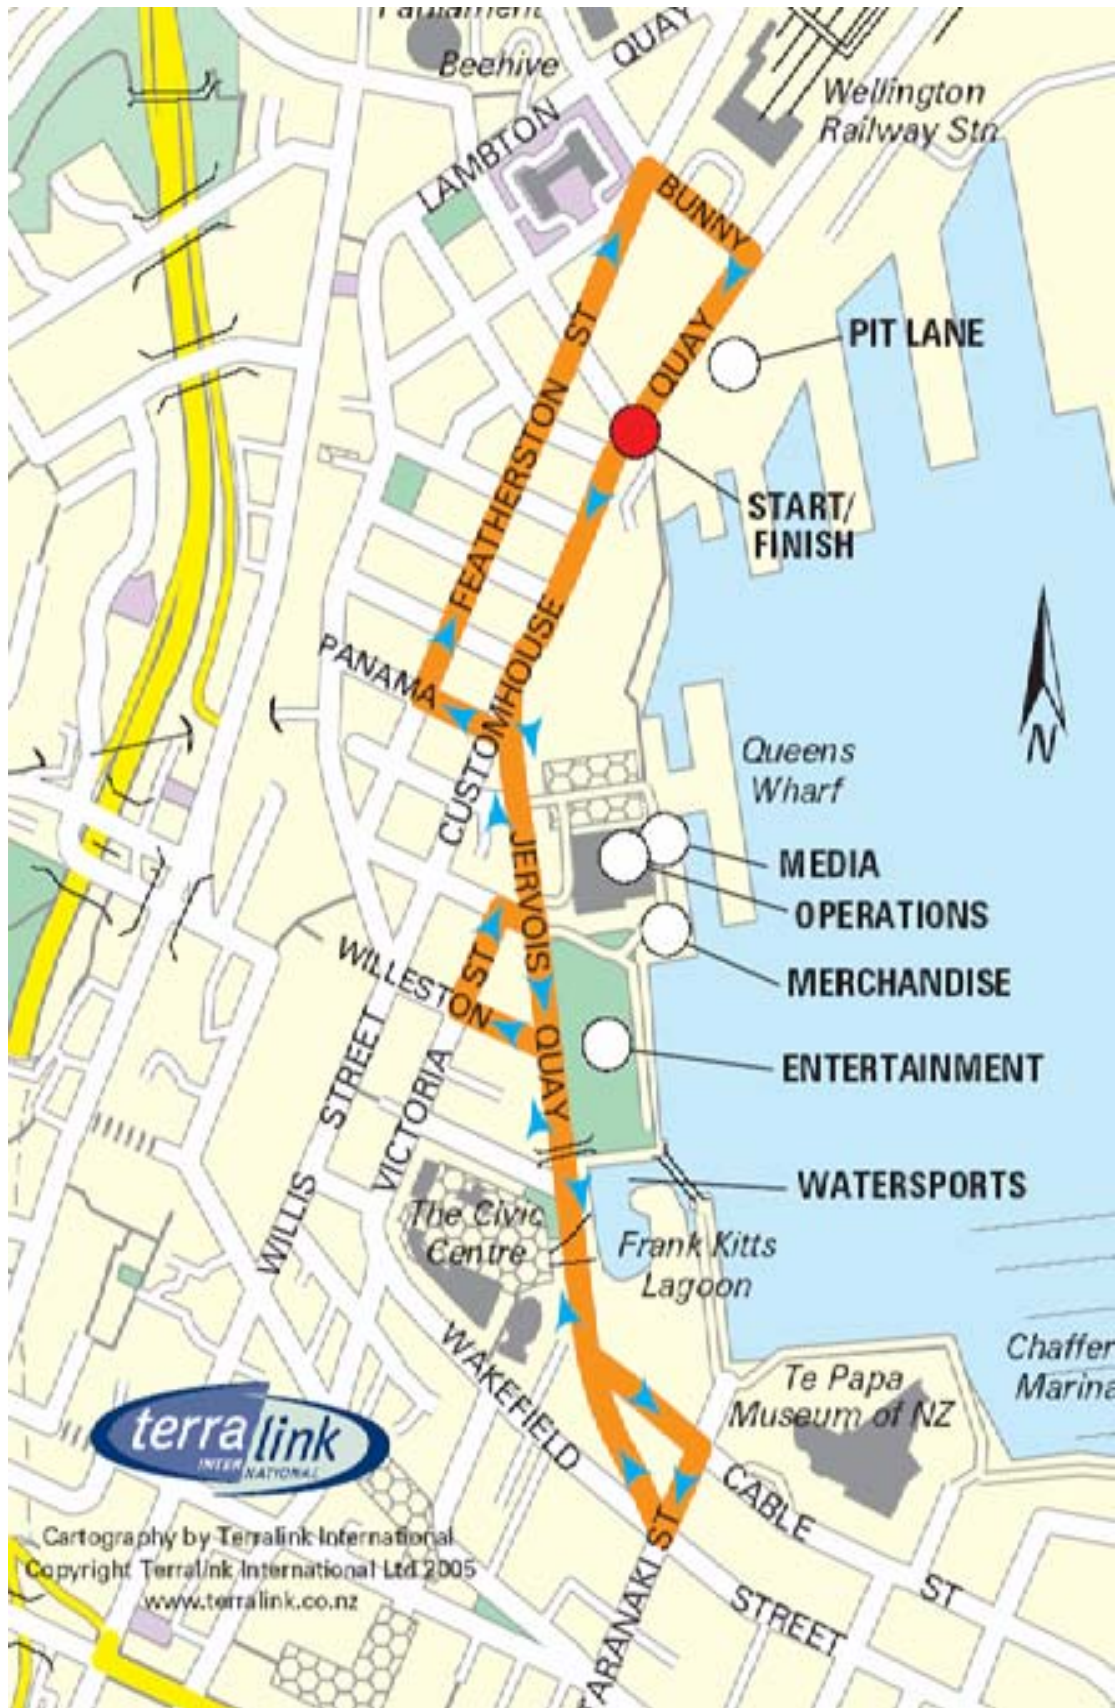 Parliament
QUAY
Beehive
Wellington
Railway Stn
LAMBTON
BUNNY
PIT LANE
QUAY
ST
FEATHERSTON
START/
FINISH
CUSTOMHOUSE
PANAMA
N
Queens
Wharf
JERVOIS
MEDIA
OPERATIONS
MERCHANDISE
WILLESTON
ST
QUAY
ENTERTAINMENT
WILLIS
STREET
VICTORIA
WATERSPORTS
The Civic
Centre
Frank Kitts
Lagoon
WAKEFIELD
Chaffer
Marina
Te Papa
Museum of NZ
terralink
INTERNATIONAL
CABLE
ST
Cartography by Terralink International
Copyright Terralink International Ltd 2005
www.terralink.co.nz
TARANAKI
ST
STREET